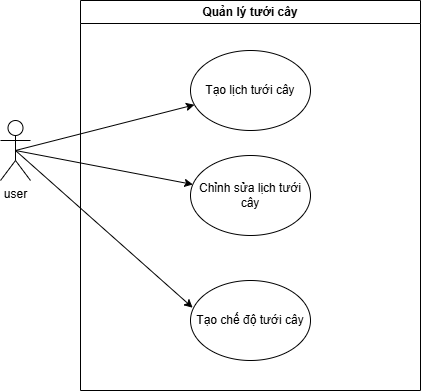 Quản lý tưới cây
Tạo lịch tưới cây
Chỉnh sửa lịch tưới
cây
user
Tạo chế độ tưới cây